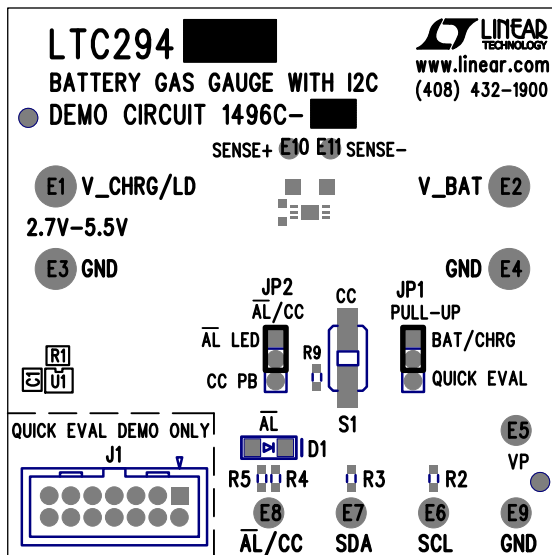 LTC294
LINEAR
TECHNOLOGY
www.linear.com
(408) 432-1900
BATTERY GAS GAUGE WITH I2C
DEMO CIRCUIT 1496C-
SENSE+ E10 E11 SENSE-
E1 V_CHRG/LD
V_BAT E2
2.7V-5.5V
E3 GND
GND E4
JP2
AL/CC
CC
JP1
PULL-UP
AL LED
BAT/CHRG
R9
CC PB
QUICK EVAL
R1
C1 U1
S1
QUICK EVAL DEMO ONLY
J1
AL
D1
E5
VP
R5 R4
R3
R2
E8
E7
E6
E9
AL/CC
SDA
SCL
GND